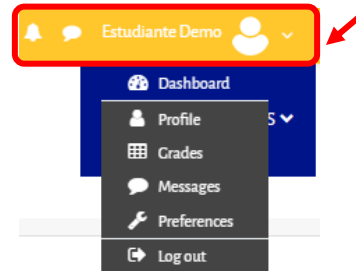 Estudiante Demo
Dashboard
Profile
S
Grades
Messages
Preferences
Log out